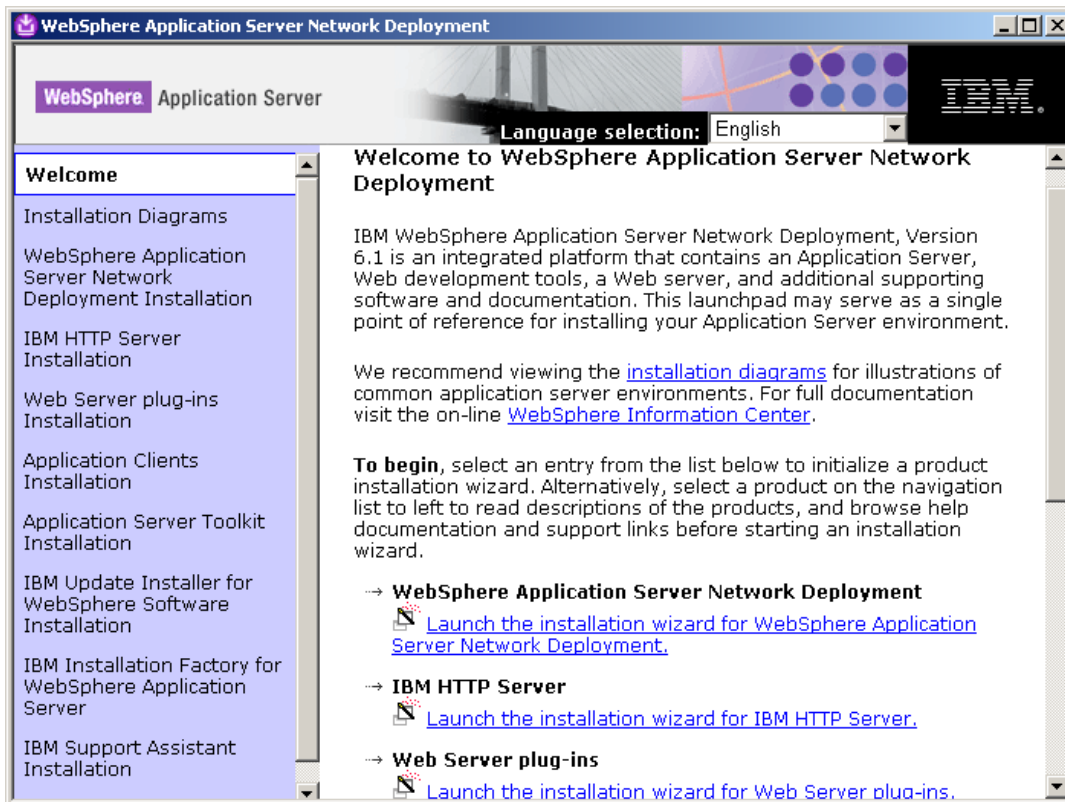 WebSphere Application Server Network Deployment
WebSphere. Application Server
IBM.
Language selection: English
Welcome
Installation Diagrams
WebSphere Application
Server Network
Deployment Installation
IBM HTTP Server
Installation
Web Server plug-ins
Installation
Application Clients
Installation
Application Server Toolkit
Installation
IBM Update Installer for
WebSphere Software
Installation
IBM Installation Factory for
WebSphere Application
Server
IBM Support Assistant
Installation
Welcome to WebSphere Application Server Network
Deployment
IBM WebSphere Application Server Network Deployment, Version
6.1 is an integrated platform that contains an Application Server,
Web development tools, a Web server, and additional supporting
software and documentation. This launchpad may serve as a single
point of reference for installing your Application Server environment.
We recommend viewing the installation diagrams for illustrations of
common application server environments. For full documentation
visit the on-line WebSphere Information Center.
To begin, select an entry from the list below to initialize a product
installation wizard. Alternatively, select a product on the navigation
list to left to read descriptions of the products, and browse help
documentation and support links before starting an installation
wizard.
WebSphere Application Server Network Deployment
Launch the installation wizard for WebSphere Application
Server Network Deployment.
IBM HTTP Server
Launch the installation wizard for IBM HTTP Server.
Web Server plug-ins
Launch the installation wizard for Web Server plug-ins.